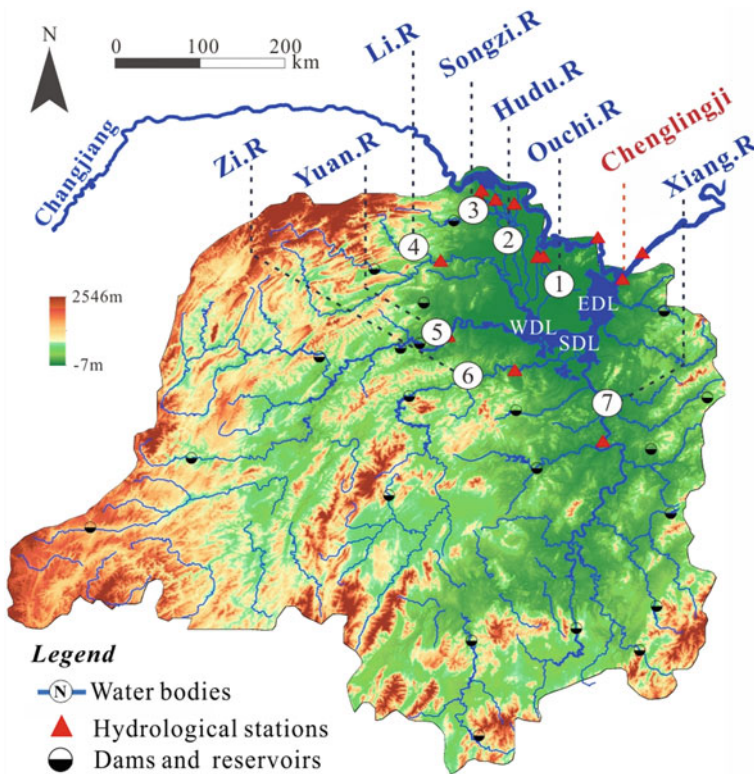 N
0 100 200
km
Li.R
Songzi.R
Hudu.R
Ouchi.R
Chenglingji
Xiang.R
Changjiang
Zi.R
Yuan.R
3
2
4
1
2546m
-7m
EDL
WDL
SDL
5
6
7
Legend
N Water bodies
Hydrological stations
Dams and reservoirs